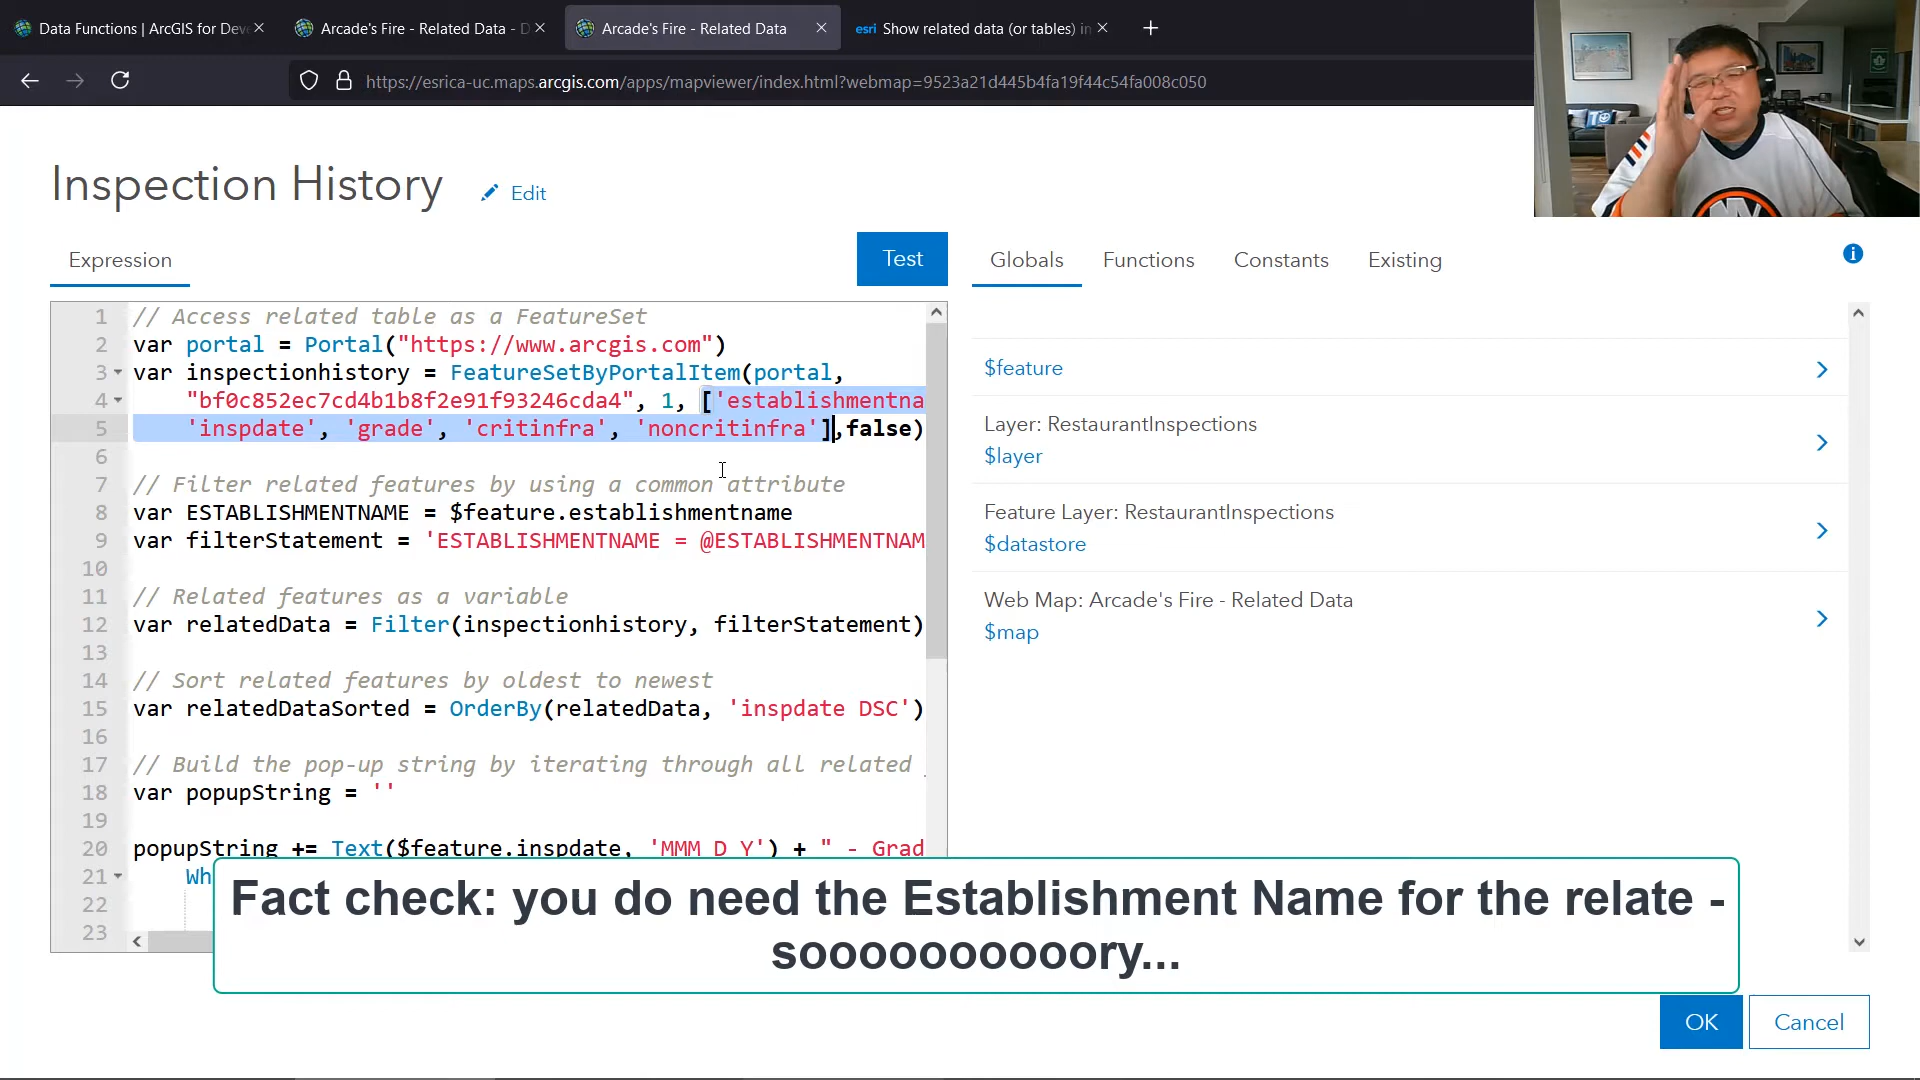 Data Functions | ArcGIS for Deve
Arcade's Fire - Related Data - D
Arcade's Fire - Related Data
esri Show related data (or tables) in
https://esrica-uc.maps.arcgis.com/apps/mapviewer/index.html?webmap=9523a21d445b4fa19f44c54fa008c050
Inspection History
Edit
Expression
Test
Globals
Functions
Constants
Existing
1 // Access related table as a FeatureSet
2 var portal = Portal("https://www.arcgis.com")
3 var inspectionhistory = FeatureSetByPortalItem(portal,
4 "bf0c852ec7cd4b1b8f2e91f93246cda4", 1, ['establishmentna
5 'inspdate', 'grade', 'critinfra', 'noncritinfra'],false)
6
7 // Filter related features by using a common attribute
8 var ESTABLISHMENTNAME = $feature.establishmentname
9 var filterStatement = 'ESTABLISHMENTNAME = @ESTABLISHMENTNAM
10
11 // Related features as a variable
12 var relatedData = Filter(inspectionhistory, filterStatement)
13
14 // Sort related features by oldest to newest
15 var relatedDataSorted = OrderBy(relatedData, 'inspdate DSC')
16
17 // Build the pop-up string by iterating through all related
18 var popupString = ''
19
20 popupString += Text($feature.inspdate, 'MMM D Y') + " - Grad
21 Wh
22
23
$feature
Layer: RestaurantInspections
$layer
Feature Layer: RestaurantInspections
$datastore
Web Map: Arcade's Fire - Related Data
$map
Fact check: you do need the Establishment Name for the relate -
sooooooooooory...
OK
Cancel